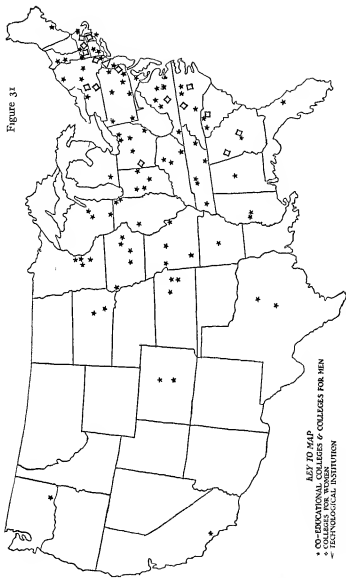 Figure 31
KEY TO MAP
* CO-EDUCATIONAL COLLEGES & COLLEGES FOR MEN
◇ COLLEGES FOR WOMEN
< TECHNOLOGICAL INSTITUTION